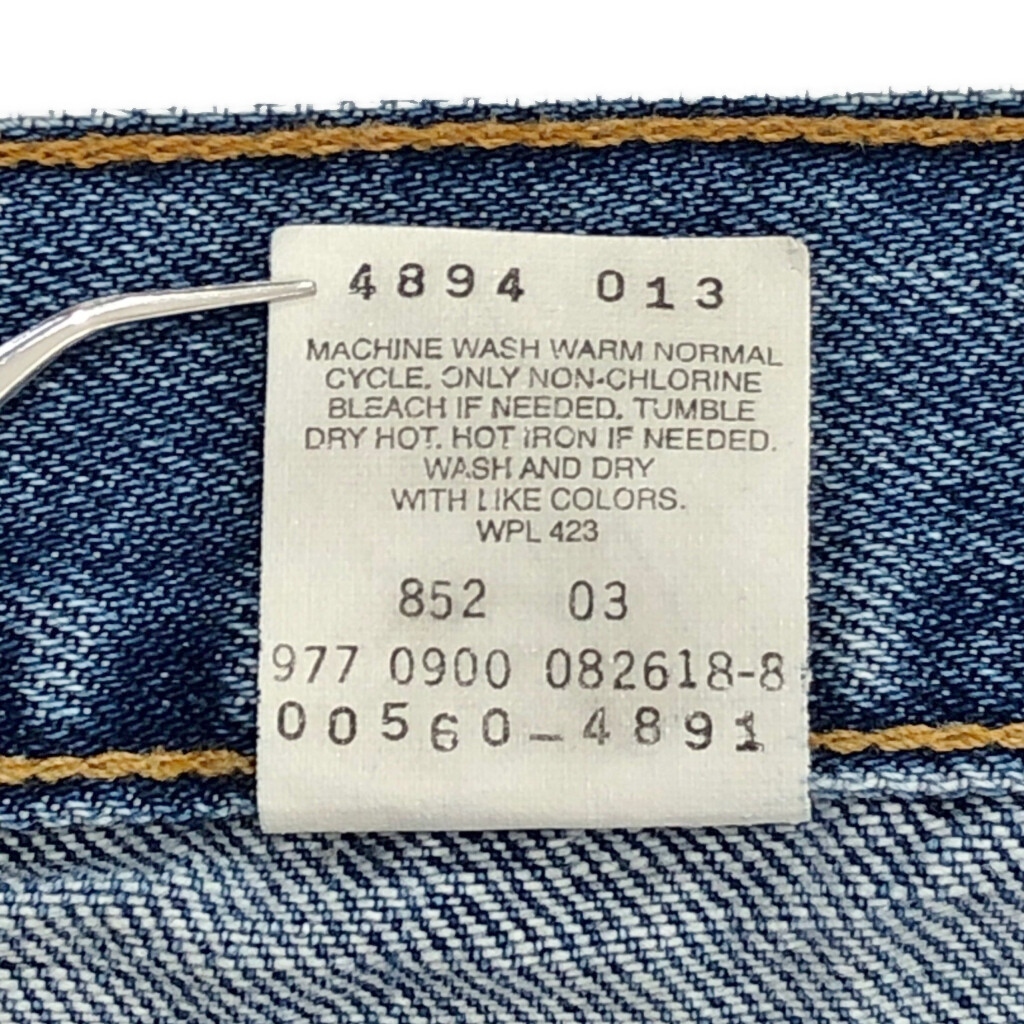 4894 013
MACHINE WASH WARM NORMAL
CYCLE. ONLY NON-CHLORINE
BLEACH IF NEEDED. TUMBLE
DRY HOT. HOT IRON IF NEEDED.
WASH AND DRY
WITH LIKE COLORS.
WPL 423
852 03
977 0900 082618-8
00560-4891